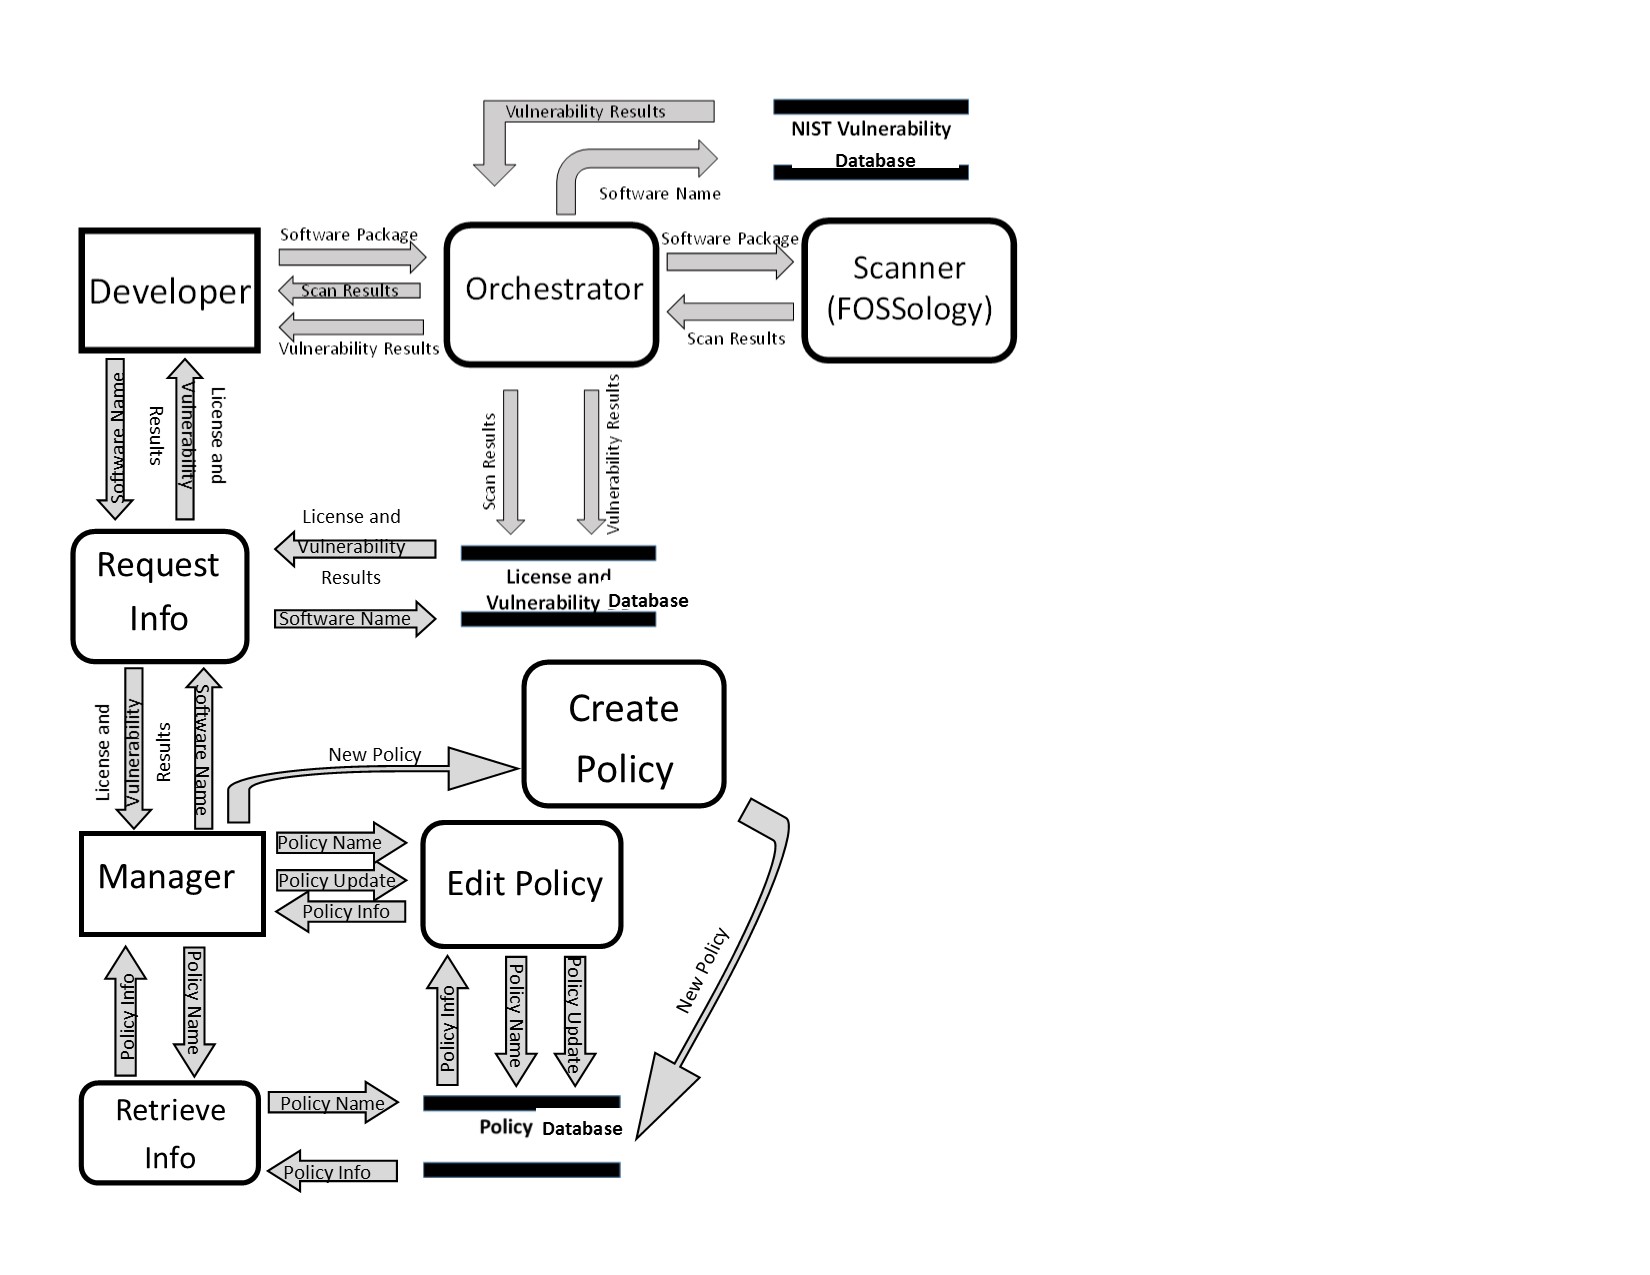 Vulnerability Results
NIST Vulnerability
Database
Software Name
Software Package
Software Package
Developer
Scan Results
Vulnerability Results
Orchestrator
Scanner
(FOSSology)
Scan Results
Software Name
License and
Vulnerability
Results
Scan Results
Vulnerability Results
Request
Info
License and
Vulnerability
Results
Software Name
License and
Vulnerability Database
License and
Vulnerability
Results
Software Name
New Policy
Create
Policy
Manager
Policy Name
Policy Update
Policy Info
Edit Policy
New Policy
Policy Info
Policy Name
Policy Info
Policy Name
Policy Update
Retrieve
Info
Policy Name
Policy Info
Policy Database